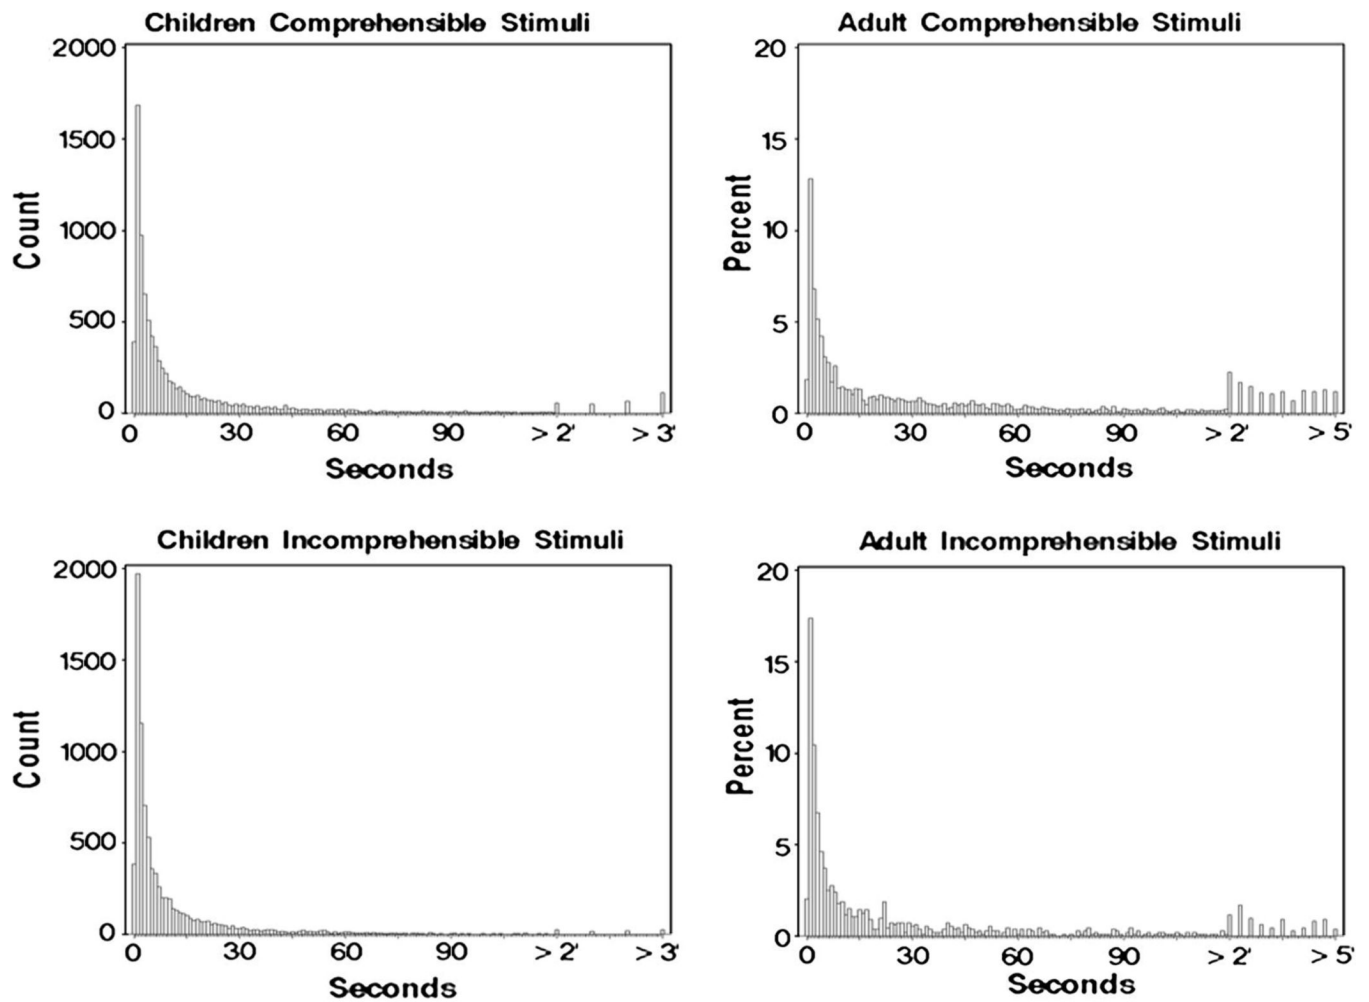 Children Comprehensible Stimuli
2000
1500
1000
500
0
Count
0 30 60 90 > 2' > 3'
Seconds
Adult Comprehensible Stimuli
20
15
10
5
0
Percent
0 30 60 90 > 2' > 5'
Seconds
Children Incomprehensible Stimuli
2000
1500
1000
500
0
Count
0 30 60 90 > 2' > 3'
Seconds
Adult Incomprehensible Stimuli
20
15
10
5
0
Percent
0 30 60 90 > 2' > 5'
Seconds